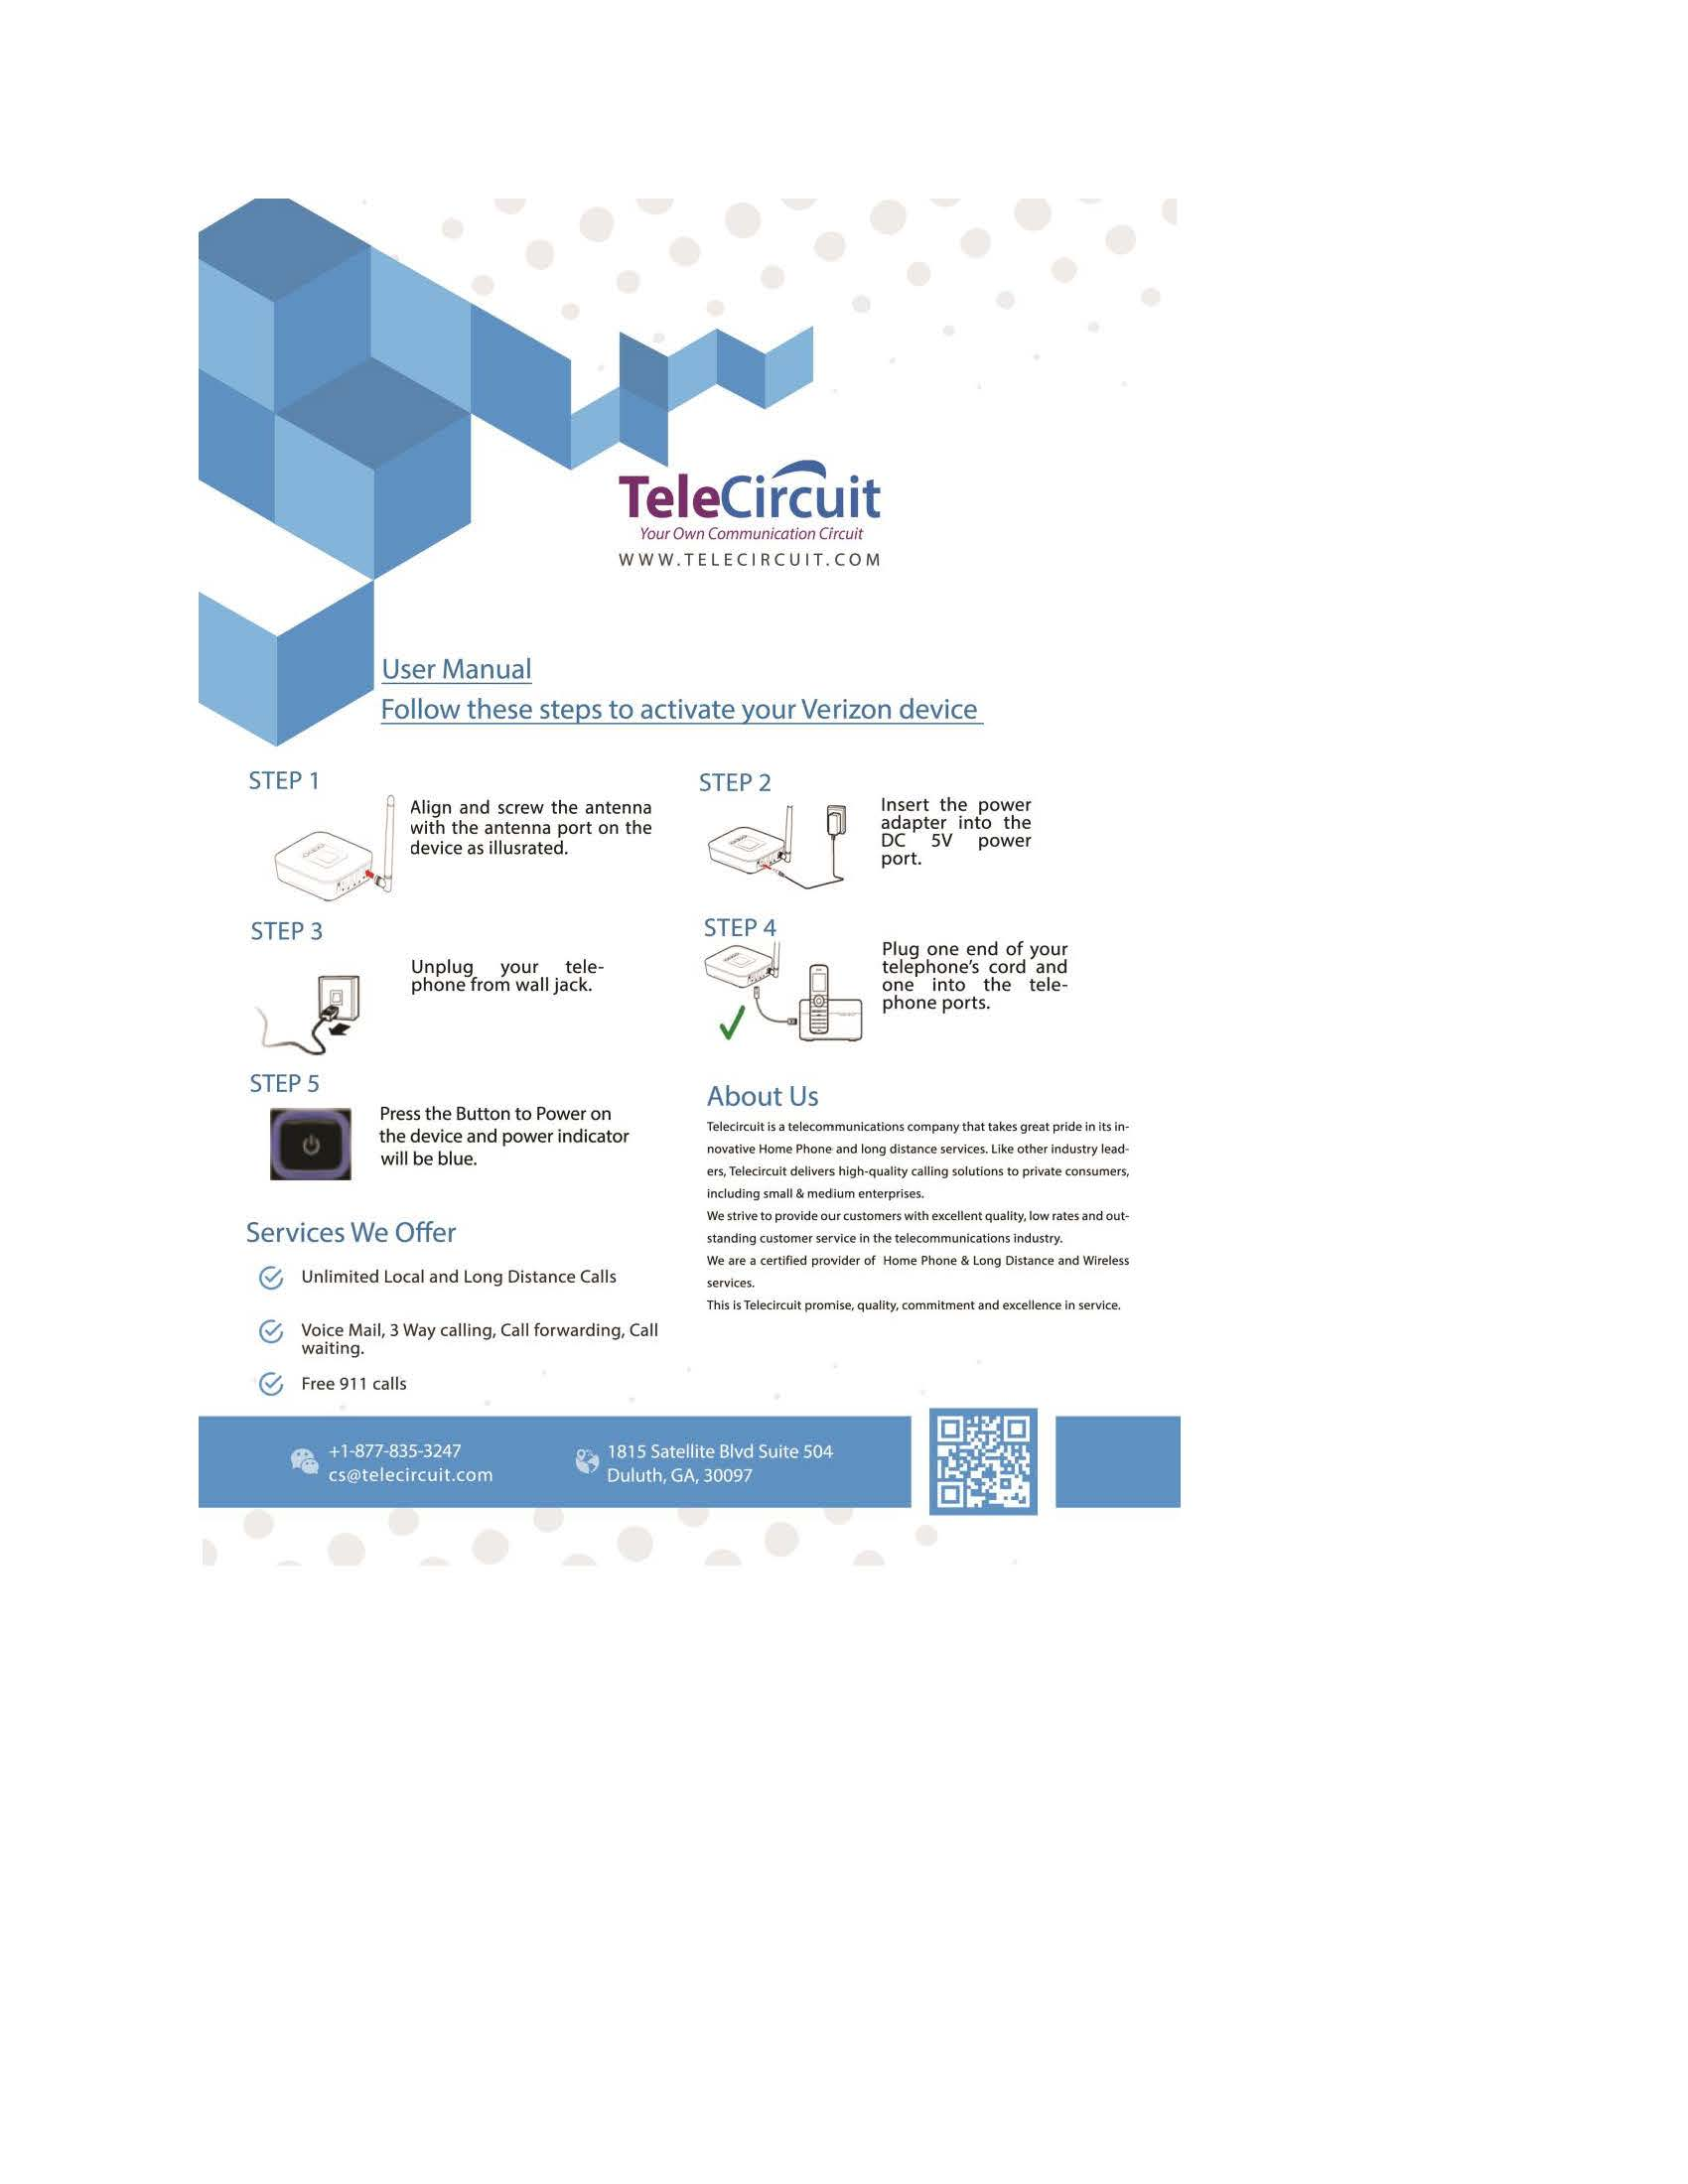 TeleCircuit
Your Own Communication Circuit
WWW.TELECIRCUIT.COM
User Manual
Follow these steps to activate your Verizon device
STEP 1
Align and screw the antenna
with the antenna port on the
device as illusrated.
STEP 2
Insert the power
adapter into the
DC 5V power
port.
STEP 3
Unplug your tele-
phone from wall jack.
STEP 4
Plug one end of your
telephone's cord and
one into the tele-
phone ports.
STEP 5
Press the Button to Power on
the device and power indicator
will be blue.
Services We Offer
Unlimited Local and Long Distance Calls
Voice Mail, 3 Way calling, Call forwarding, Call
waiting.
Free 911 calls
About Us
Telecircuit is a telecommunications company that takes great pride in its in-
novative Home Phone and long distance services. Like other industry lead-
ers, Telecircuit delivers high-quality calling solutions to private consumers,
including small & medium enterprises.
We strive to provide our customers with excellent quality, low rates and out-
standing customer service in the telecommunications industry.
We are a certified provider of Home Phone & Long Distance and Wireless
services.
This is Telecircuit promise, quality, commitment and excellence in service.
+1-877-835-3247
cs@telecircuit.com
1815 Satellite Blvd Suite 504
Duluth, GA, 30097